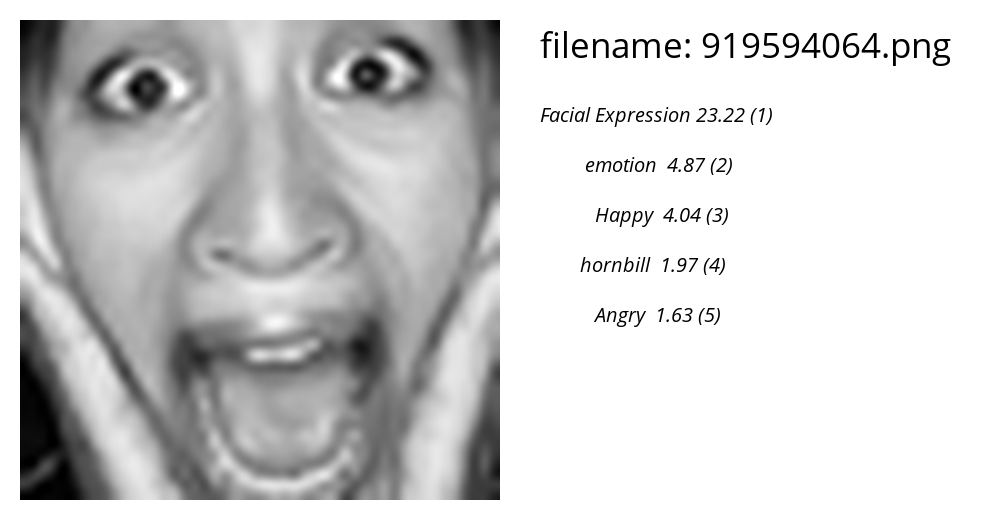 filename: 919594064.png
Facial Expression 23.22 (1)
emotion 4.87 (2)
Happy 4.04 (3)
hornbill 1.97 (4)
Angry 1.63 (5)